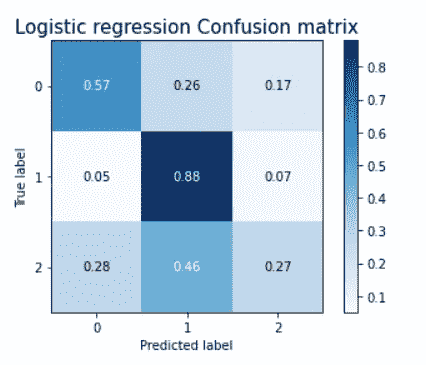 Logistic regression Confusion matrix
0 0.57 0.26 0.17
1 0.05 0.88 0.07
2 0.28 0.46 0.27
0 1 2
Predicted label
True label
0.8
0.7
0.6
0.5
0.4
0.3
0.2
0.1